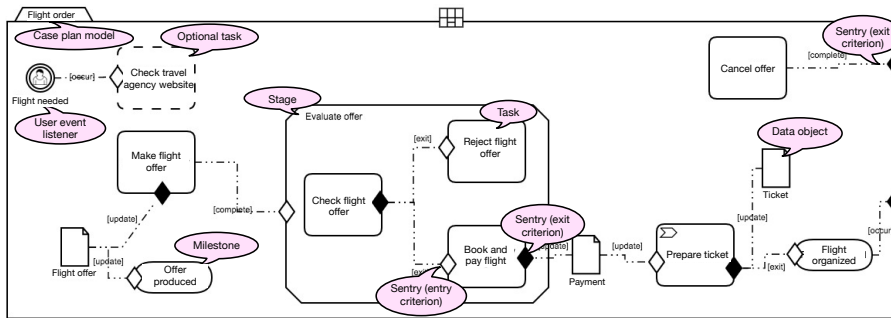 Flight order
Case plan model
Optional task
[occur]
Check travel
agency website
Flight needed
User event
listener
Make flight
offer
[complete]
[update]
Flight offer
[update]
Milestone
Offer
produced
Stage
Evaluate offer
Task
[exit]
Reject flight
offer
Check flight
offer
Sentry (exit
criterion)
Book and
pay flight
[exit]
Sentry (entry
criterion)
[update]
Payment
[update]
Prepare ticket
Cancel offer
[complete]
Sentry (exit
criterion)
Data object
Ticket
[update]
[exit]
Flight
organized